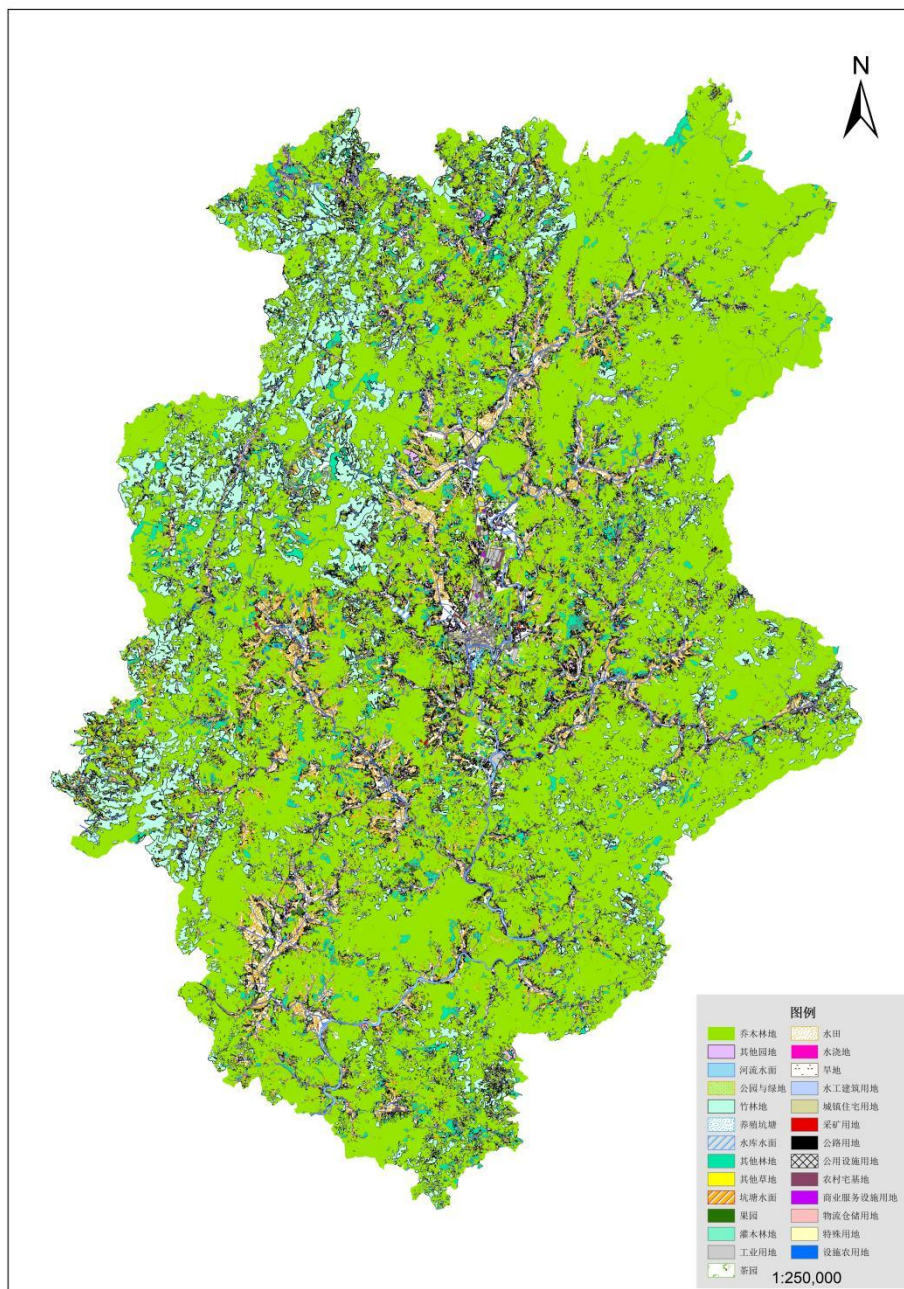 N
图例
乔木林地
水田
其他园地
水浇地
河流水面
旱地
公园与绿地
水工建筑用地
竹林地
城镇住宅用地
养殖坑塘
采矿用地
水库水面
公路用地
其他林地
公用设施用地
其他草地
农村宅基地
坑塘水面
商业服务设施用地
果园
物流仓储用地
灌木林地
特殊用地
工业用地
设施农用地
茶园
1:250,000